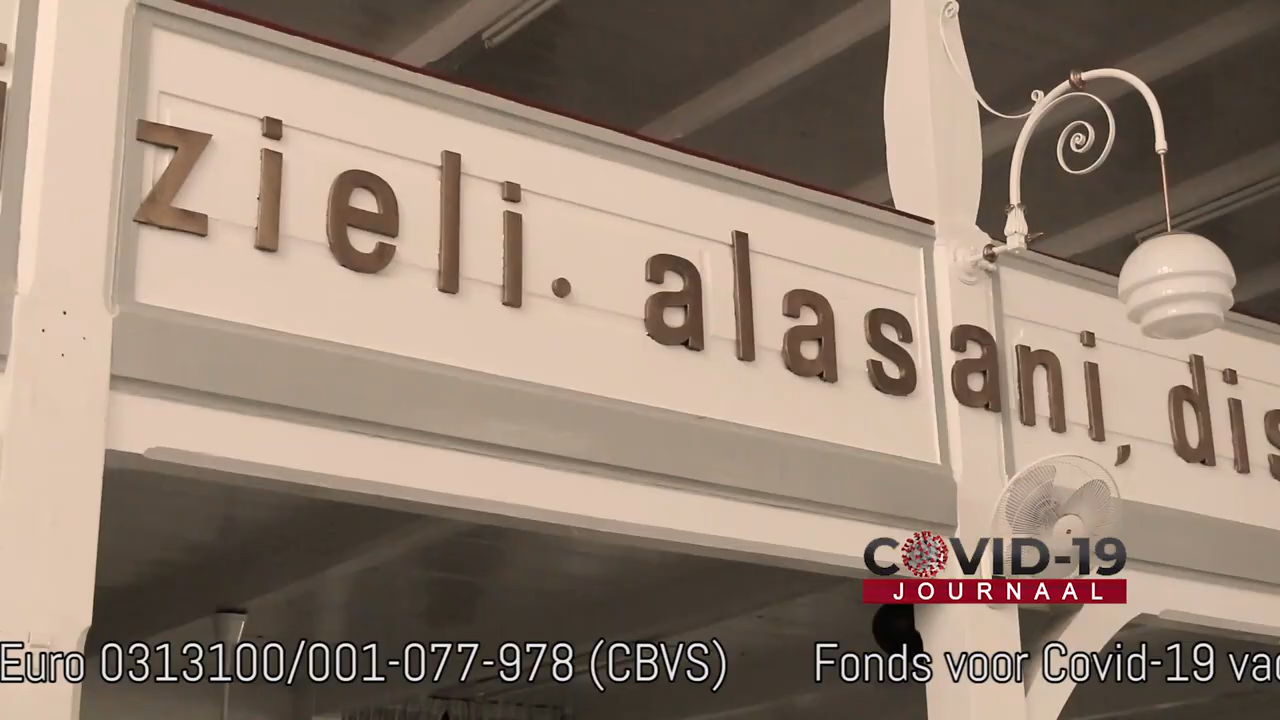 zieli. alasani, dis
COVID-19
JOURNAAL
Euro 0313100/001-077-978 (CBVS) Fonds voor Covid-19 vac